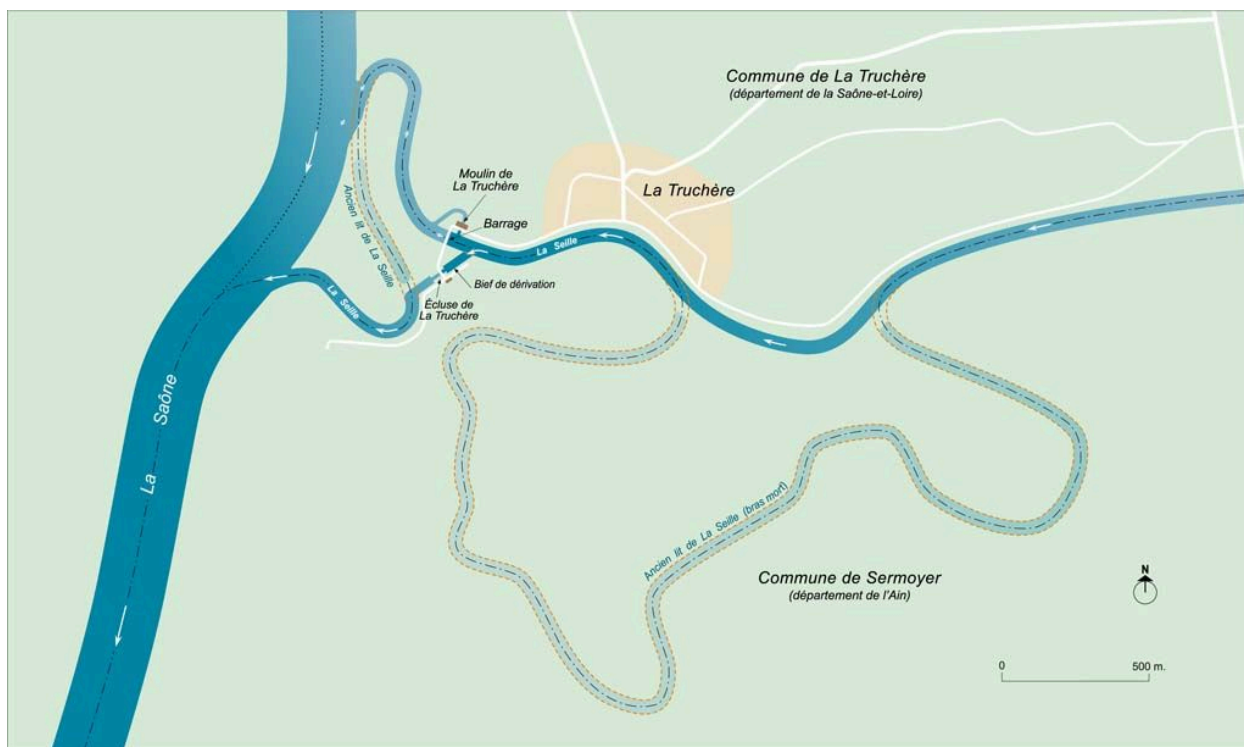 Commune de La Truchère
(département de la Saône-et-Loire)
Moulin de
La Truchère
La Truchère
Barrage
Ancien lit de La Seille
La Seille
Bief de dérivation
Écluse de
La Truchère
La Seille
La Saône
Ancien lit de La Seille (bras mort)
Commune de Sermoyer
(département de l'Ain)
N
0 500 m.